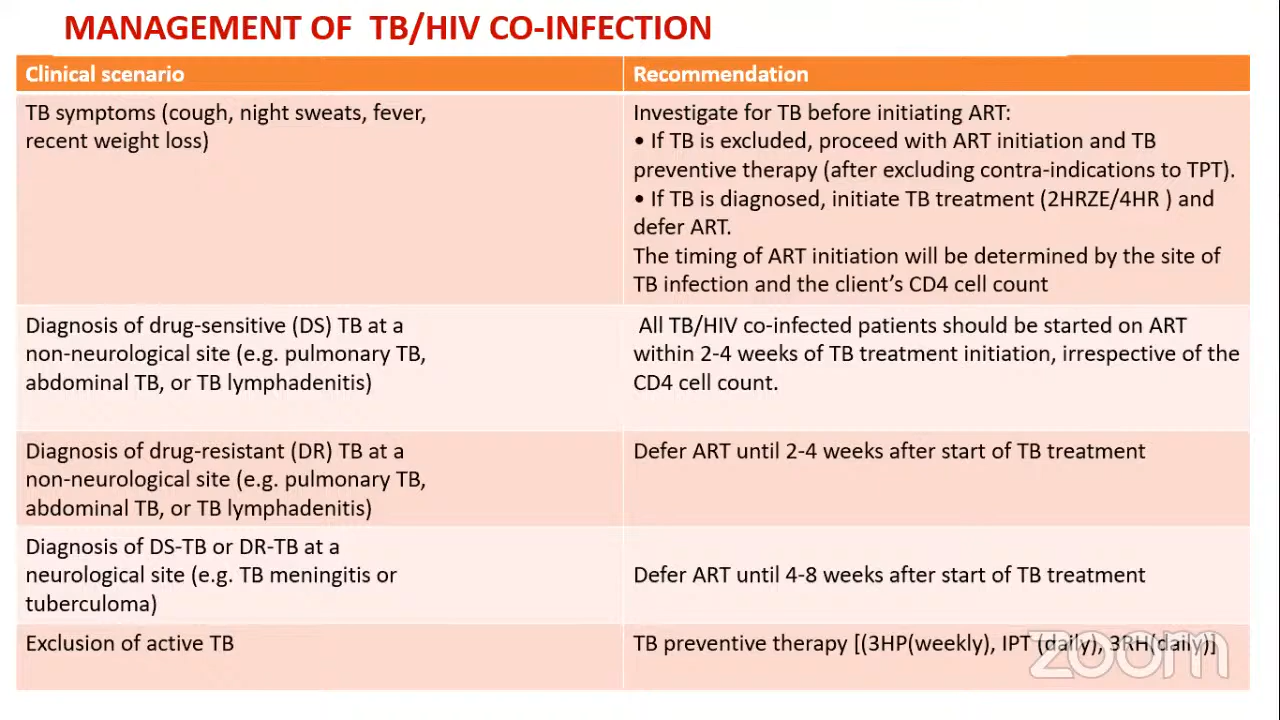 MANAGEMENT OF TB/HIV CO-INFECTION
Clinical scenario
Recommendation
TB symptoms (cough, night sweats, fever,
recent weight loss)
Investigate for TB before initiating ART:
• If TB is excluded, proceed with ART initiation and TB
preventive therapy (after excluding contra-indications to TPT).
• If TB is diagnosed, initiate TB treatment (2HRZE/4HR ) and
defer ART.
The timing of ART initiation will be determined by the site of
TB infection and the client’s CD4 cell count
Diagnosis of drug-sensitive (DS) TB at a
non-neurological site (e.g. pulmonary TB,
abdominal TB, or TB lymphadenitis)
All TB/HIV co-infected patients should be started on ART
within 2-4 weeks of TB treatment initiation, irrespective of the
CD4 cell count.
Diagnosis of drug-resistant (DR) TB at a
non-neurological site (e.g. pulmonary TB,
abdominal TB, or TB lymphadenitis)
Defer ART until 2-4 weeks after start of TB treatment
Diagnosis of DS-TB or DR-TB at a
neurological site (e.g. TB meningitis or
tuberculoma)
Defer ART until 4-8 weeks after start of TB treatment
Exclusion of active TB
TB preventive therapy [(3HP(weekly), IPT (daily), 3RH(daily)]
zoom